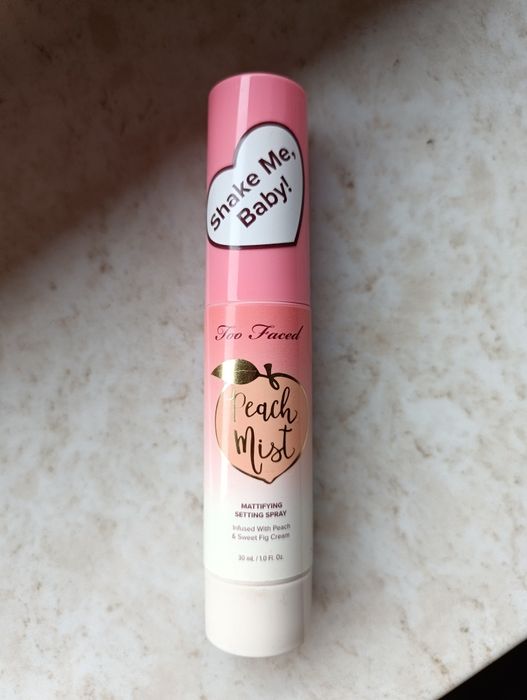 Shake Me,
Baby!
Too Faced
Peach
Mist
MATTIFYING
SETTING SPRAY
Infused With Peach
& Sweet Fig Cream
30 mL / 1.0 Fl. Oz.